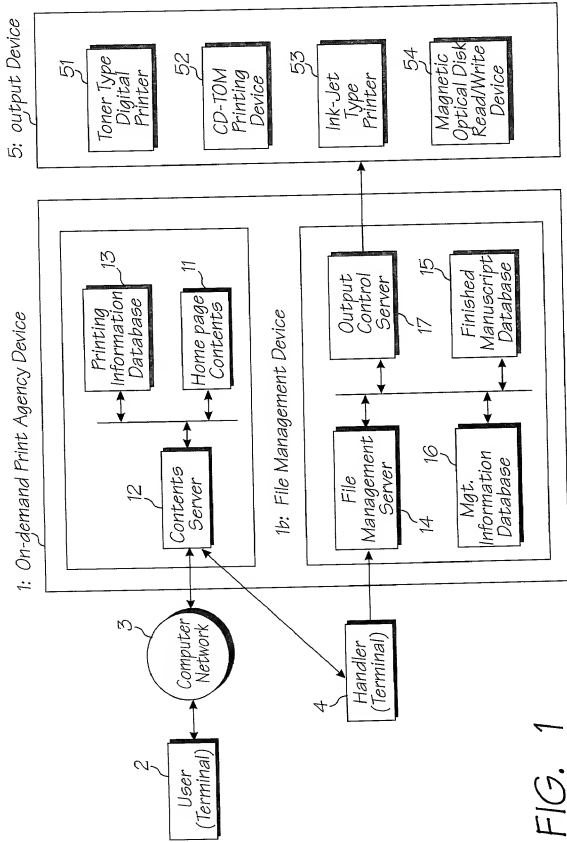 1: On-demand Print Agency Device
5: output Device
2
User
(Terminal)
3
Computer
Network
12
Contents
Server
Printing
Information
Database
13
Home page
Contents
11
4
Handler
(Terminal)
1b: File Management Device
File
Management
Server
14
16
Mgt.
Information
Database
Output
Control
Server
17
15
Finished
Manuscript
Database
51
Toner Type
Digital
Printer
52
CD-TOM
Printing
Device
53
Ink-Jet
Type
Printer
54
Magnetic
Optical Disk
Read/Write
Device
FIG. 1